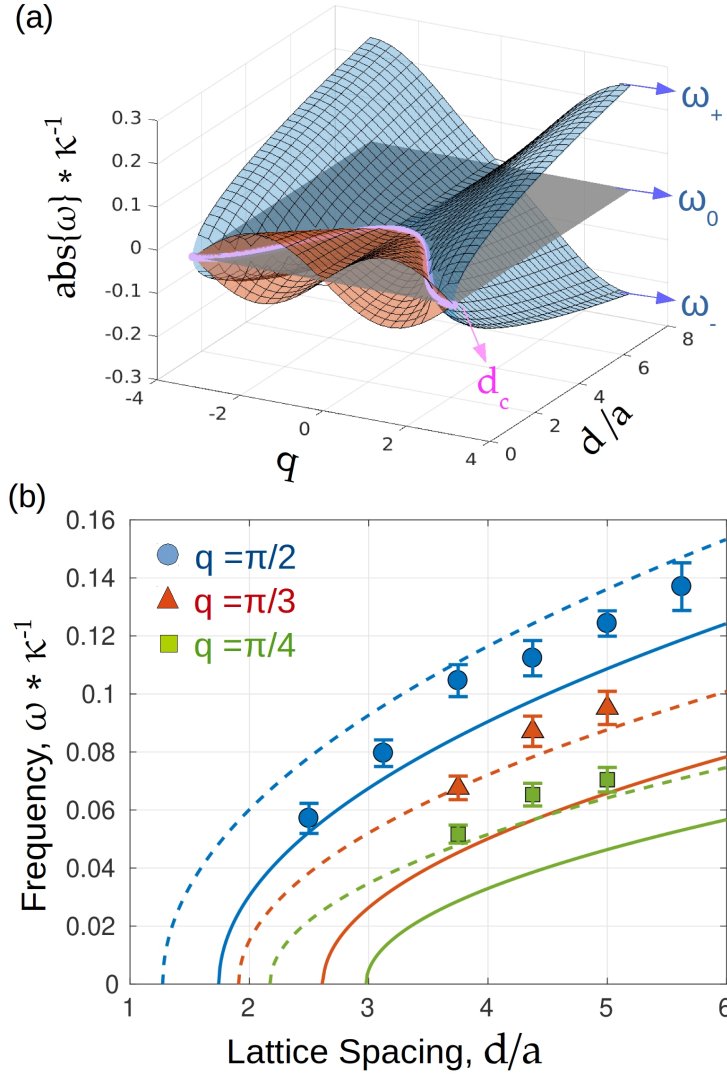 (a)
abs{ω} * κ⁻¹
0.3
0.2
0.1
0
-0.1
-0.2
-0.3
-4
-2
0
2
4
q
0
2
4
6
8
d/a
ω₊
ω₀
ω₋
d_c
(b)
Frequency, ω * κ⁻¹
0.16
0.14
0.12
0.1
0.08
0.06
0.04
0.02
0
q =π/2
q =π/3
q =π/4
1
2
3
4
5
6
Lattice Spacing, d/a